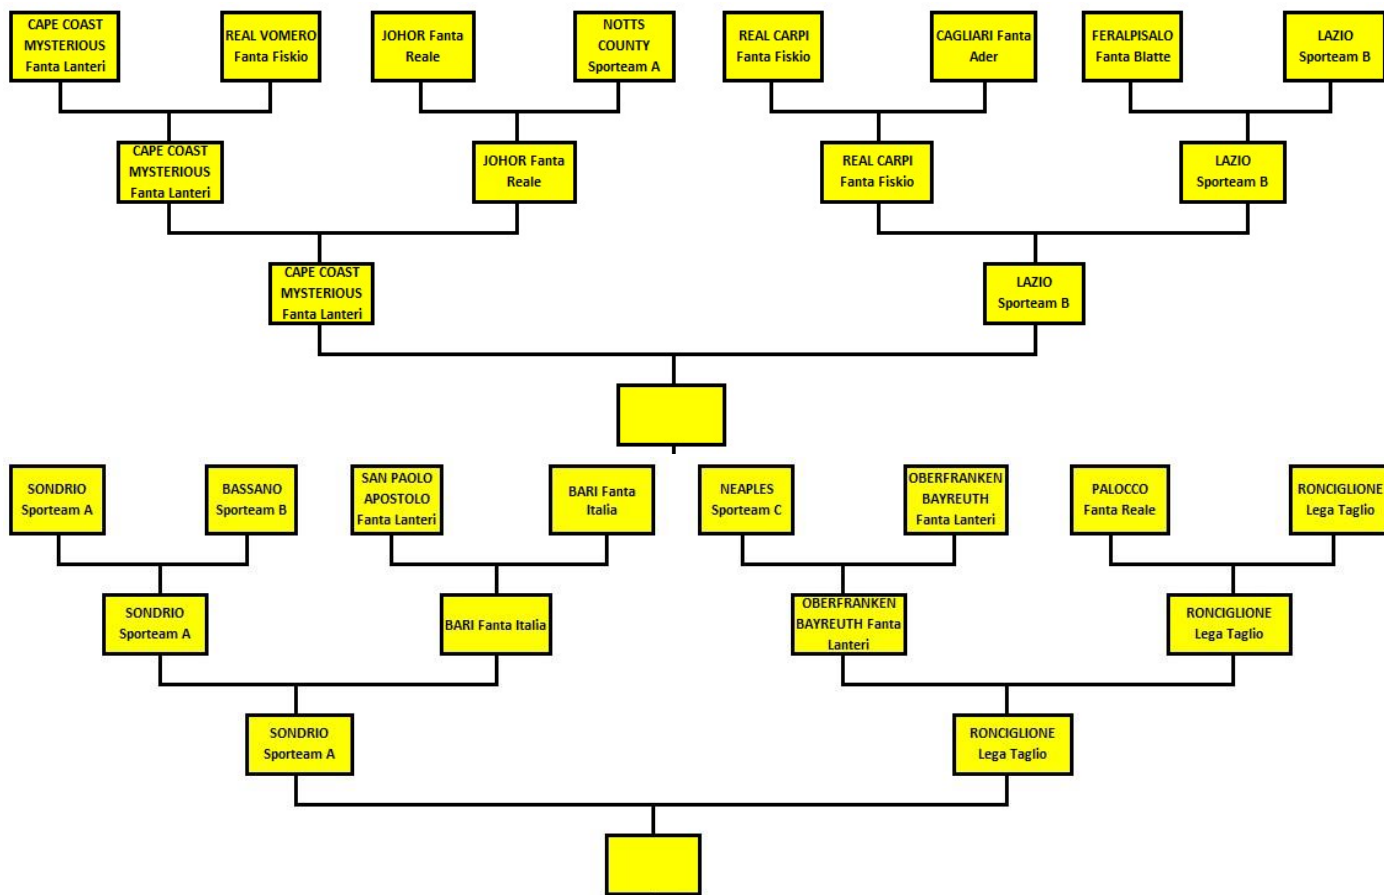 CAPE COAST
MYSTERIOUS
Fanta Lanteri
REAL VOMERO
Fanta Fiskio
JOHOR Fanta
Reale
NOTTS
COUNTY
Sporteam A
REAL CARPI
Fanta Fiskio
CAGLIARI Fanta
Ader
FERALPISALO
Fanta Blatte
LAZIO
Sporteam B
CAPE COAST
MYSTERIOUS
Fanta Lanteri
JOHOR Fanta
Reale
REAL CARPI
Fanta Fiskio
LAZIO
Sporteam B
CAPE COAST
MYSTERIOUS
Fanta Lanteri
LAZIO
Sporteam B
SONDRIO
Sporteam A
BASSANO
Sporteam B
SAN PAOLO
APOSTOLO
Fanta Lanteri
BARI Fanta
Italia
NEAPLES
Sporteam C
OBERFRANKEN
BAYREUTH
Fanta Lanteri
PALOCCO
Fanta Reale
RONCIGLIONE
Lega Taglio
SONDRIO
Sporteam A
BARI Fanta Italia
OBERFRANKEN
BAYREUTH Fanta
Lanteri
RONCIGLIONE
Lega Taglio
SONDRIO
Sporteam A
RONCIGLIONE
Lega Taglio